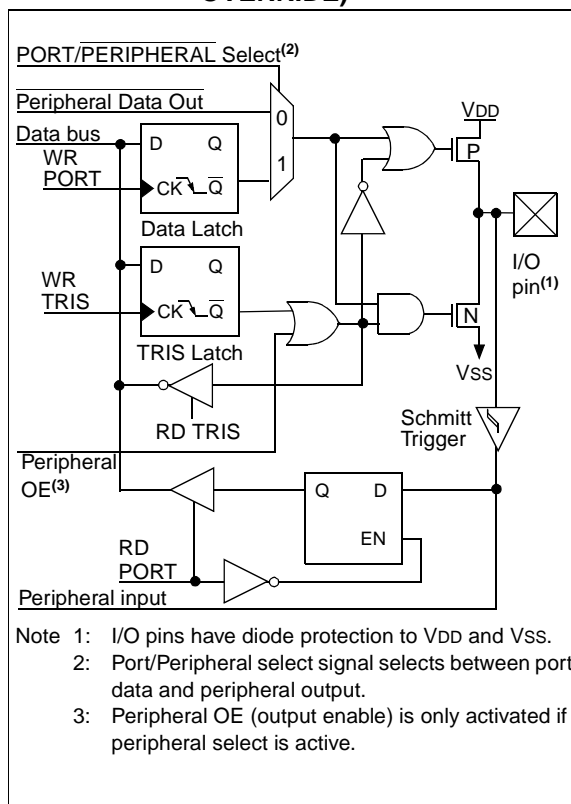 OVERRIDE)
PORT/PERIPHERAL Select(2)
Peripheral Data Out
Data bus
WR
PORT
D Q
CK Q
Data Latch
0
1
VDD
P
I/O
pin(1)
WR
TRIS
D Q
CK Q
TRIS Latch
N
VSS
RD TRIS
Schmitt
Trigger
Peripheral
OE(3)
Q D
EN
RD
PORT
Peripheral input
Note 1: I/O pins have diode protection to VDD and VSS.
2: Port/Peripheral select signal selects between port
data and peripheral output.
3: Peripheral OE (output enable) is only activated if
peripheral select is active.